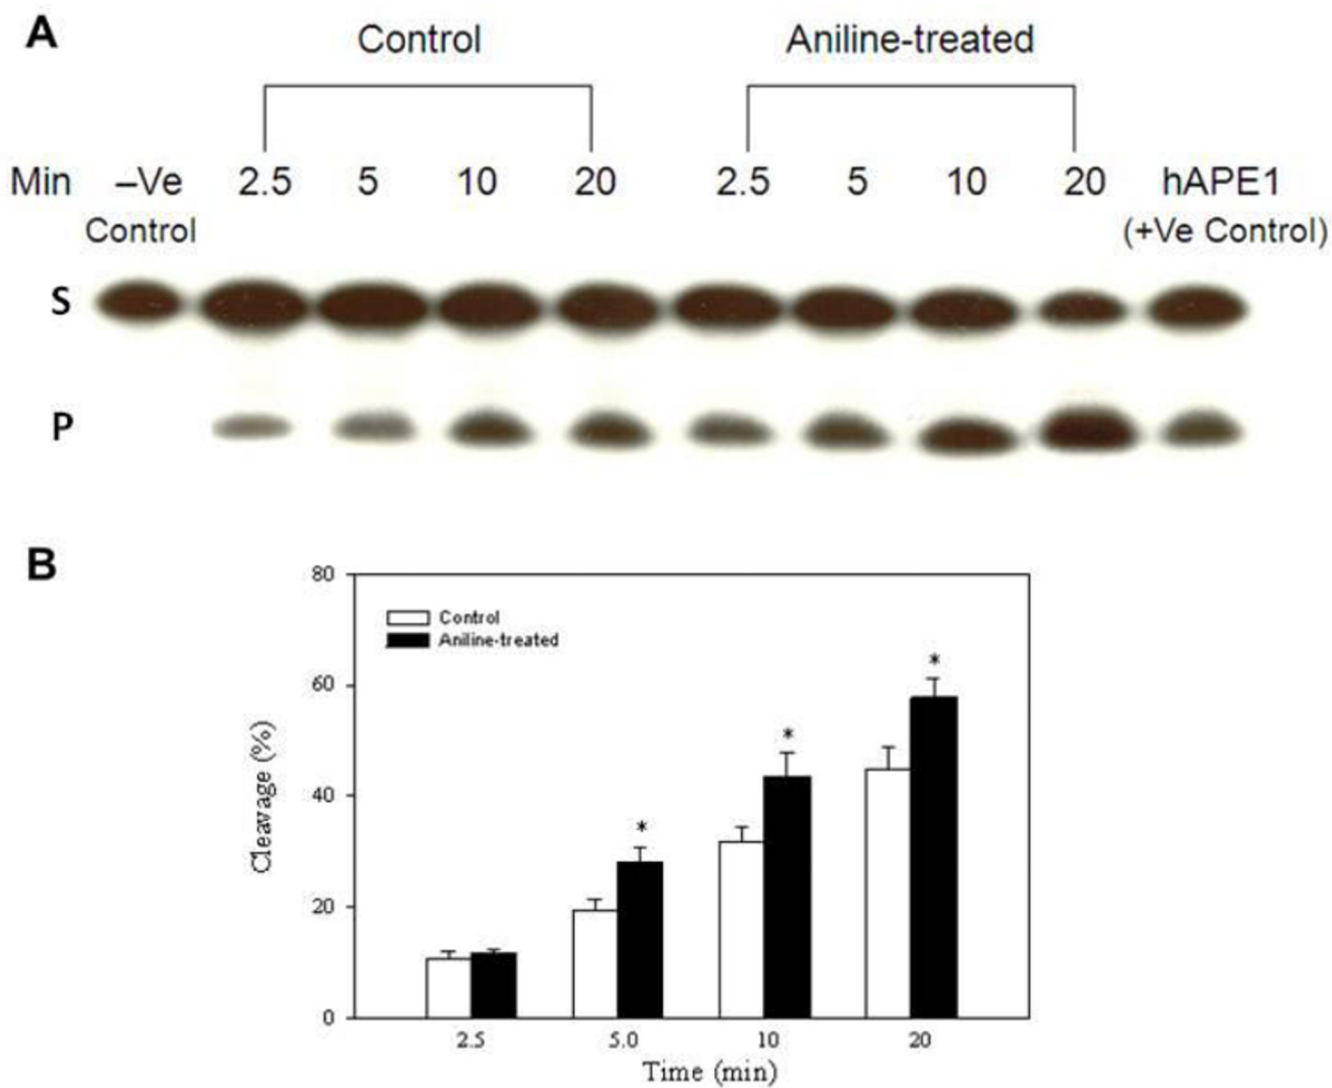 A
Control Aniline-treated
Min –Ve 2.5 5 10 20 2.5 5 10 20 hAPE1
Control (+Ve Control)
S
P
B
80
Control
Aniline-treated
*
60
*
Cleavage (%)
40
*
20
0
2.5 5.0 10 20
Time (min)